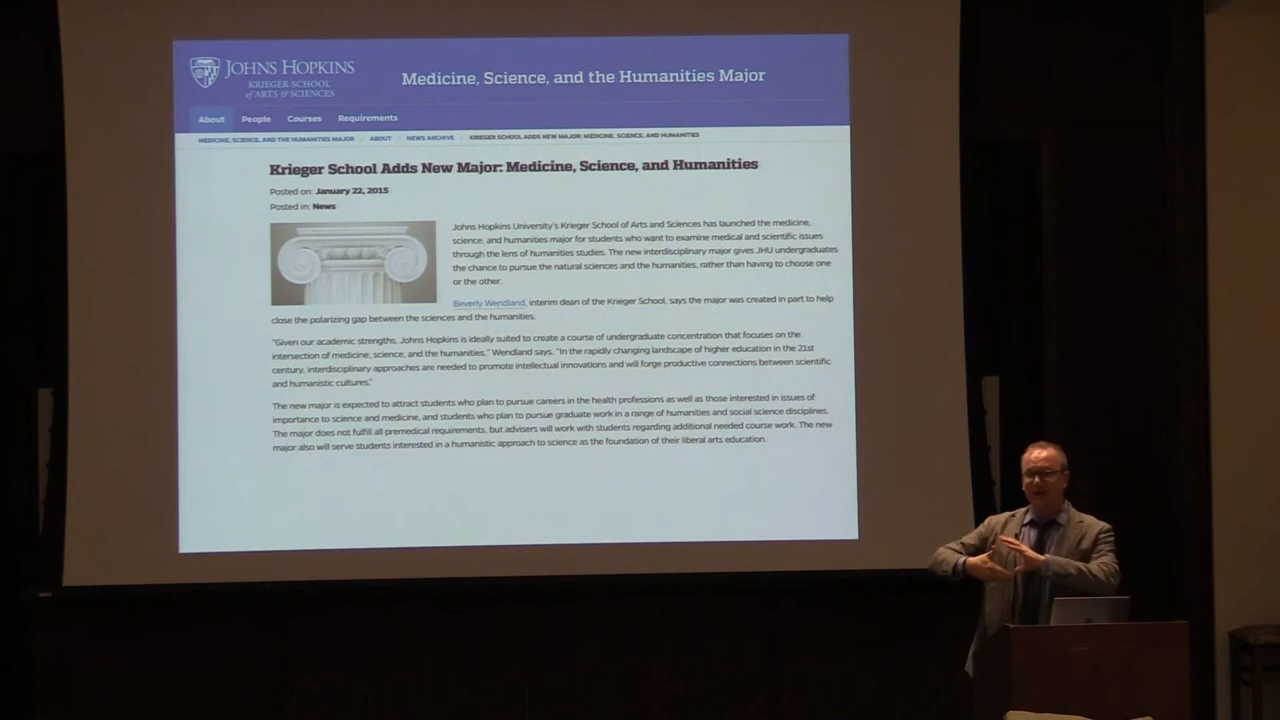 JOHNS HOPKINS
KRIEGER SCHOOL
of ARTS & SCIENCES
Medicine, Science, and the Humanities Major
About People Courses Requirements
MEDICINE, SCIENCE, AND THE HUMANITIES MAJOR / ABOUT / NEWS ARCHIVE / KRIEGER SCHOOL ADDS NEW MAJOR: MEDICINE, SCIENCE, AND HUMANITIES
Krieger School Adds New Major: Medicine, Science, and Humanities
Posted on: January 22, 2015
Posted in: News
Johns Hopkins University's Krieger School of Arts and Sciences has launched the medicine,
science, and humanities major for students who want to examine medical and scientific issues
through the lens of humanities studies. The new interdisciplinary major gives JHU undergraduates
the chance to pursue the natural sciences and the humanities, rather than having to choose one
or the other.
Beverly Wendland, interim dean of the Krieger School, says the major was created in part to help
close the polarizing gap between the sciences and the humanities.
"Given our academic strengths, Johns Hopkins is ideally suited to create a course of undergraduate concentration that focuses on the
intersection of medicine, science, and the humanities," Wendland says. "In the rapidly changing landscape of higher education in the 21st
century, interdisciplinary approaches are needed to promote intellectual innovations and will forge productive connections between scientific
and humanistic cultures."
The new major is expected to attract students who plan to pursue careers in the health professions as well as those interested in issues of
importance to science and medicine, and students who plan to pursue graduate work in a range of humanities and social science disciplines.
The major does not fulfill all premedical requirements, but advisers will work with students regarding additional needed course work. The new
major also will serve students interested in a humanistic approach to science as the foundation of their liberal arts education.